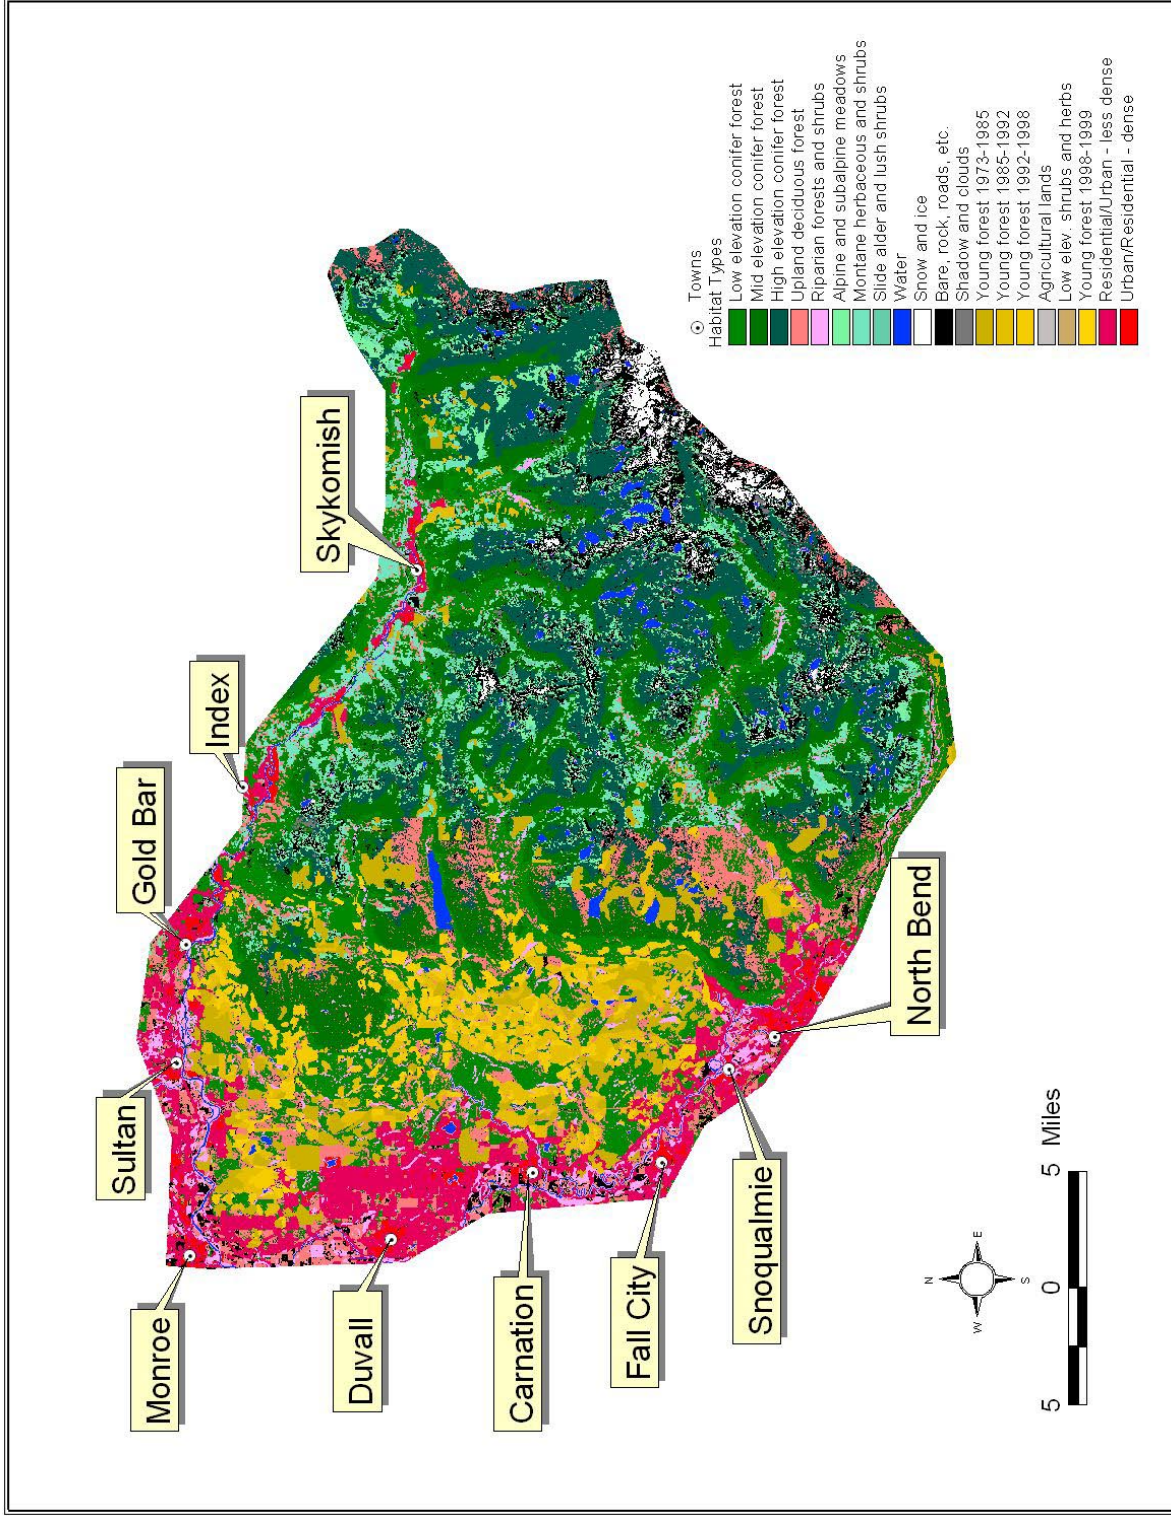 Monroe
Sultan
Gold Bar
Index
Skykomish
Duvall
Carnation
Fall City
Snoqualmie
North Bend
N
W
E
S
5
0
5
Miles
Towns
Habitat Types
Low elevation conifer forest
Mid elevation conifer forest
High elevation conifer forest
Upland deciduous forest
Riparian forests and shrubs
Alpine and subalpine meadows
Montane herbaceous and shrubs
Slide alder and lush shrubs
Water
Snow and ice
Bare, rock, roads, etc.
Shadow and clouds
Young forest 1973-1985
Young forest 1985-1992
Young forest 1992-1998
Agricultural lands
Low elev. shrubs and herbs
Young forest 1998-1999
Residential/Urban - less dense
Urban/Residential - dense